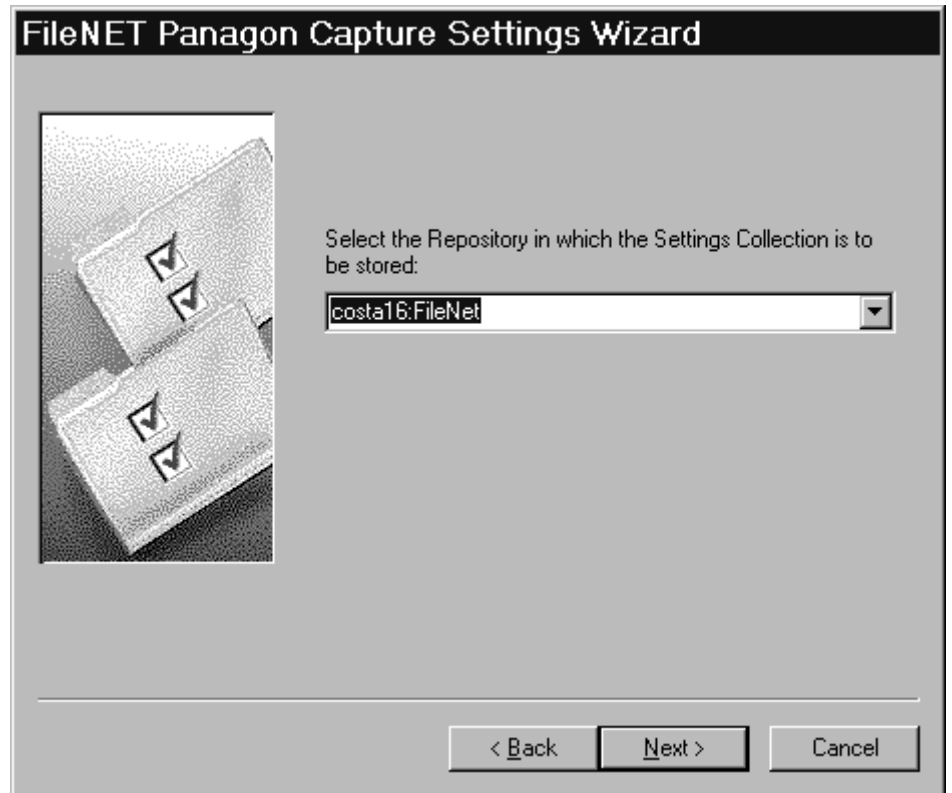 FileNET Panagon Capture Settings Wizard
Select the Repository in which the Settings Collection is to
be stored:
costa16:FileNet
< Back Next > Cancel